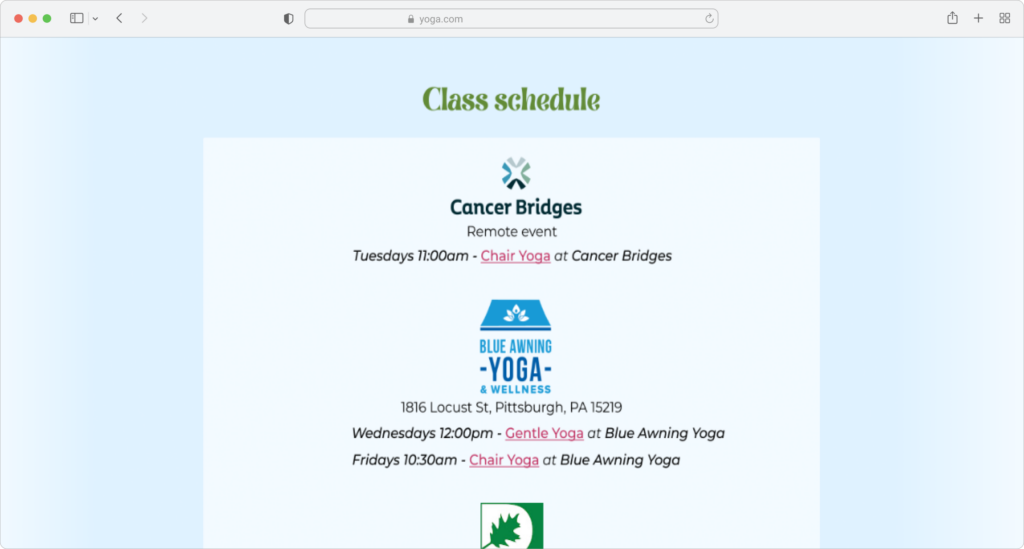 yoga.com
Class schedule
Cancer Bridges
Remote event
Tuesdays 11:00am - Chair Yoga at Cancer Bridges
BLUE AWNING
-YOGA-
& WELLNESS
1816 Locust St, Pittsburgh, PA 15219
Wednesdays 12:00pm - Gentle Yoga at Blue Awning Yoga
Fridays 10:30am - Chair Yoga at Blue Awning Yoga